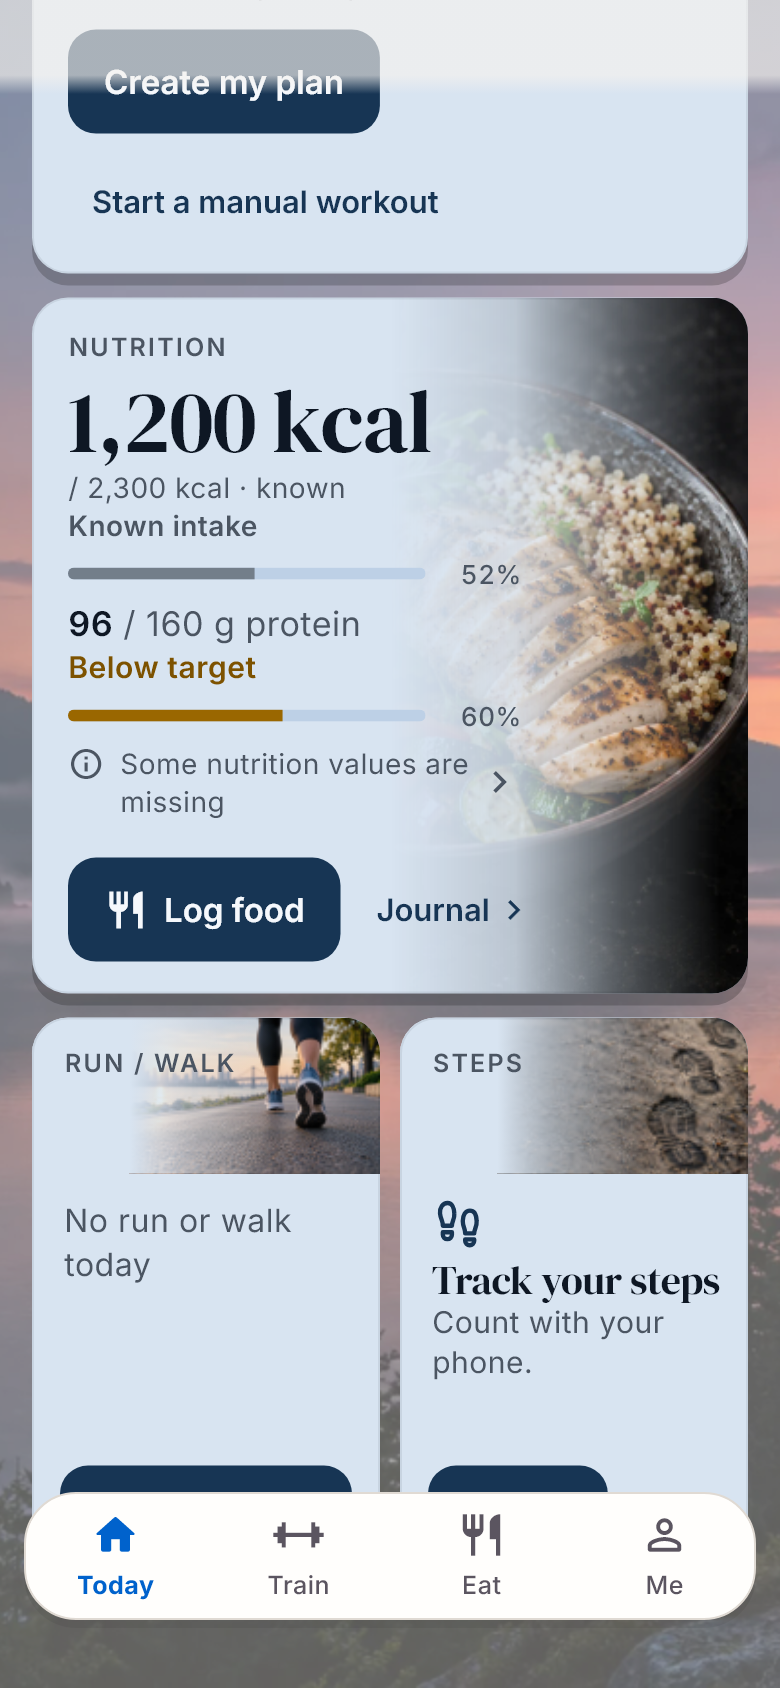 Create my plan
Start a manual workout
NUTRITION
1,200 kcal
/ 2,300 kcal · known
Known intake
52%
96 / 160 g protein
Below target
60%
Some nutrition values are
missing
Log food
Journal
RUN / WALK
No run or walk
today
STEPS
Track your steps
Count with your
phone.
Today
Train
Eat
Me